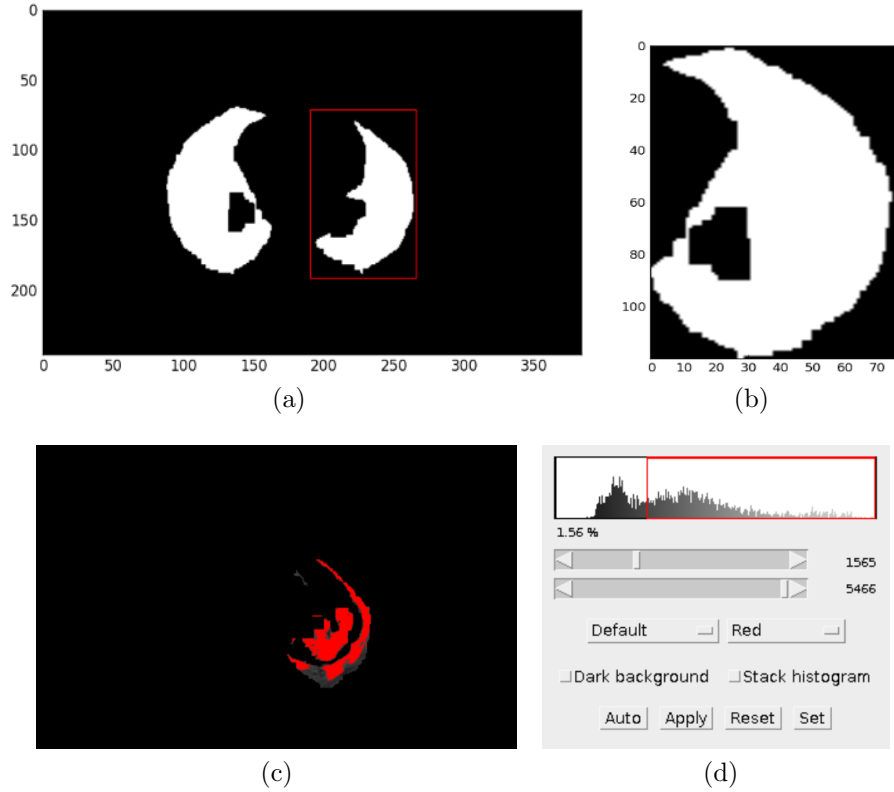 0
50
100
150
200
0 50 100 150 200 250 300 350
(a)
0
20
40
60
80
100
0 10 20 30 40 50 60 70
(b)
(c)
1.56 %
1565
5466
Default Red
Dark background Stack histogram
Auto Apply Reset Set
(d)